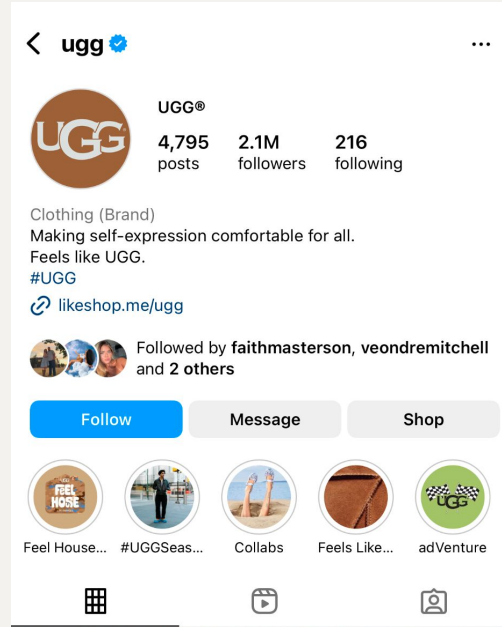 ugg
UGG
UGG®
4,795 2.1M 216
posts followers following
Clothing (Brand)
Making self-expression comfortable for all.
Feels like UGG.
#UGG
likeshop.me/ugg
Followed by faithmasterson, veondremitchell
and 2 others
Follow Message Shop
FEEL
HOUSE
UGG
Feel House... #UGGSeas... Collabs Feels Like... adVenture